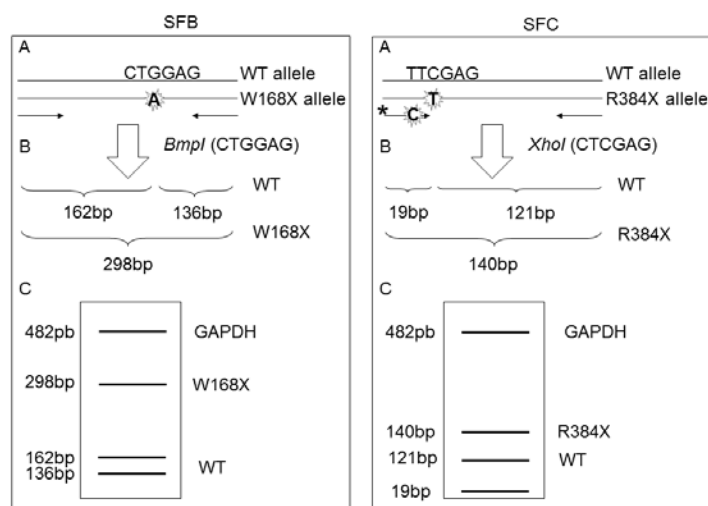 SFB
A
CTGGAG
WT allele
A
W168X allele
B
BmpI (CTGGAG)
WT
162bp
136bp
W168X
298bp
C
482pb
GAPDH
298bp
W168X
162bp
WT
136bp
SFC
A
TTCGAG
WT allele
T
R384X allele
* C
B
XhoI (CTCGAG)
WT
19bp
121bp
R384X
140bp
C
482pb
GAPDH
140bp
R384X
121bp
WT
19bp